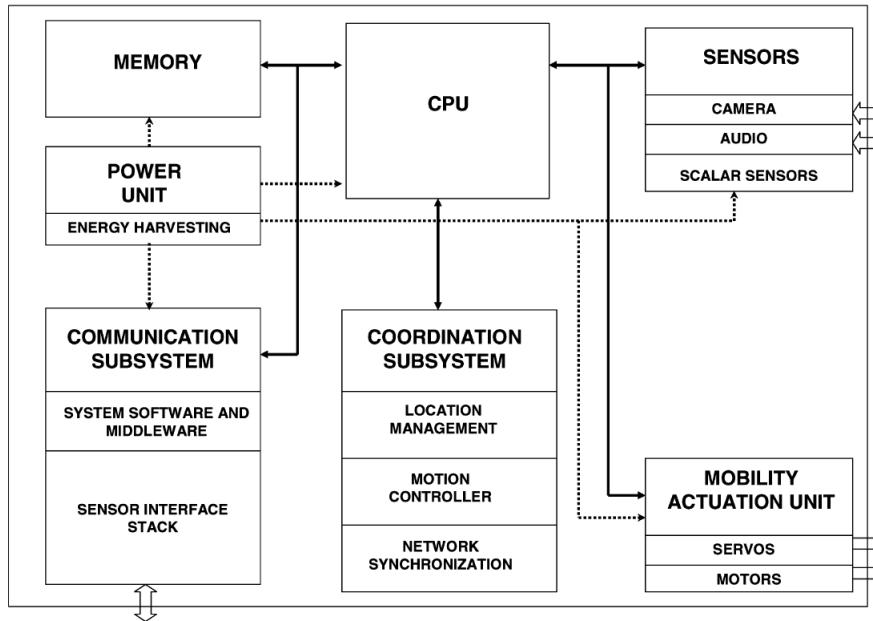 MEMORY
CPU
SENSORS
CAMERA
AUDIO
SCALAR SENSORS
POWER
UNIT
ENERGY HARVESTING
COMMUNICATION
SUBSYSTEM
SYSTEM SOFTWARE AND
MIDDLEWARE
SENSOR INTERFACE
STACK
COORDINATION
SUBSYSTEM
LOCATION
MANAGEMENT
MOTION
CONTROLLER
NETWORK
SYNCHRONIZATION
MOBILITY
ACTUATION UNIT
SERVOS
MOTORS